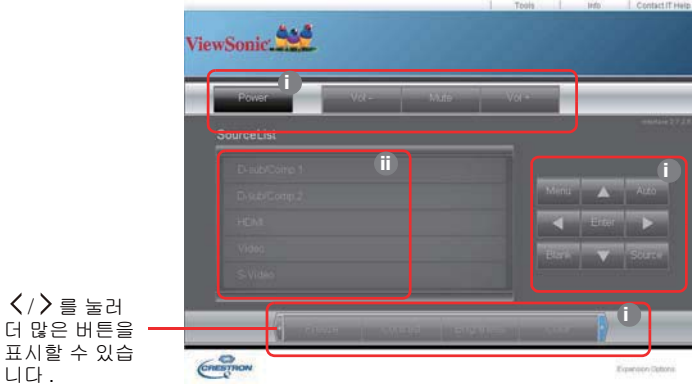 Tools Info Contact IT Help
ViewSonic
i
Power Vol - Mute Vol +
SourceList
ii
i
D-sub/Comp.1
D-sub/Comp.2
HDMI
Video
S-Video
Menu Auto
Enter
Blank Source
i
Freeze
〈/〉를 눌러
더 많은 버튼을
표시할 수 있습
니다 .
CRESTRON
Expansion Options